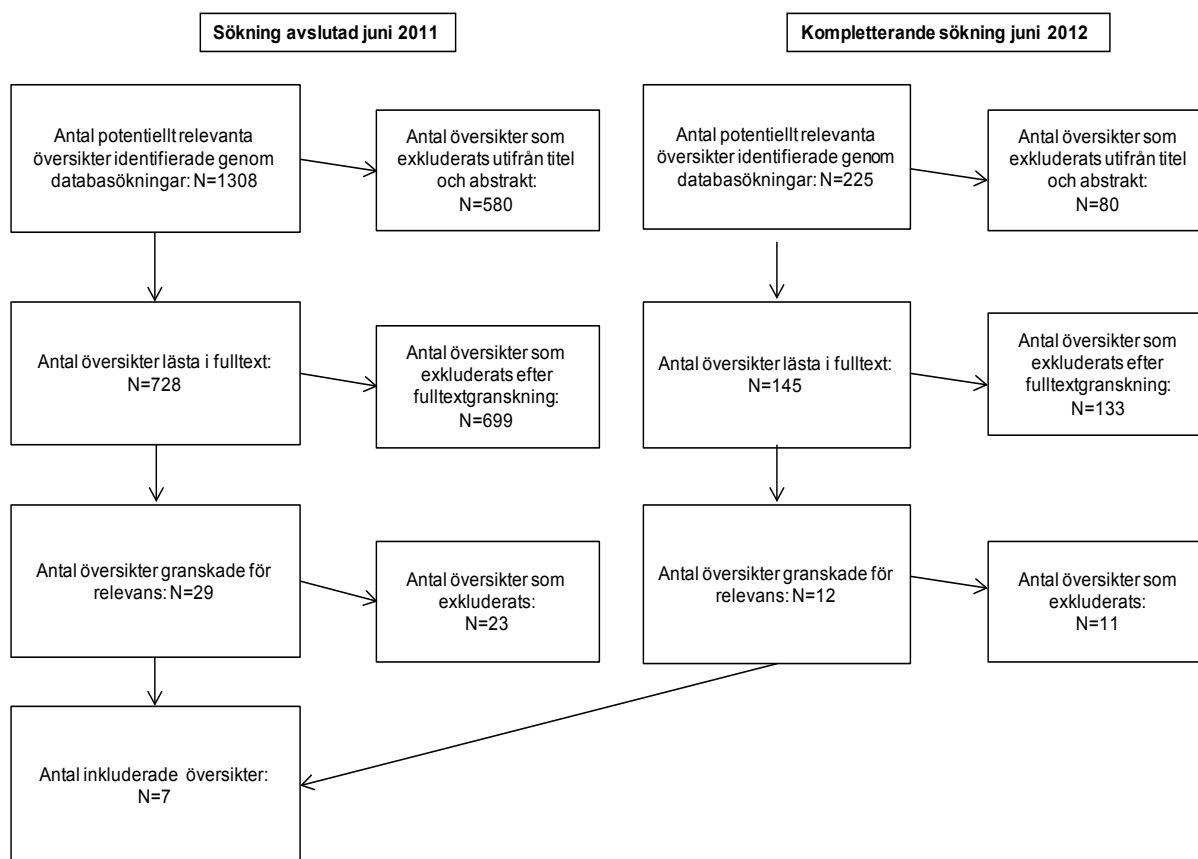 Sökning avslutad juni 2011
Antal potentiellt relevanta
översikter identifierade genom
databasökningar: N=1308
Antal översikter som
exkluderats utifrån titel
och abstrakt:
N=580
Antal översikter lästa i fulltext:
N=728
Antal översikter som
exkluderats efter
fulltextgranskning:
N=699
Antal översikter granskade för
relevans: N=29
Antal översikter som
exkluderats:
N=23
Antal inkluderade översikter:
N=7
Kompletterande sökning juni 2012
Antal potentiellt relevanta
översikter identifierade genom
databasökningar: N=225
Antal översikter som
exkluderats utifrån titel
och abstrakt:
N=80
Antal översikter lästa i fulltext:
N=145
Antal översikter som
exkluderats efter
fulltextgranskning:
N=133
Antal översikter granskade för
relevans: N=12
Antal översikter som
exkluderats:
N=11